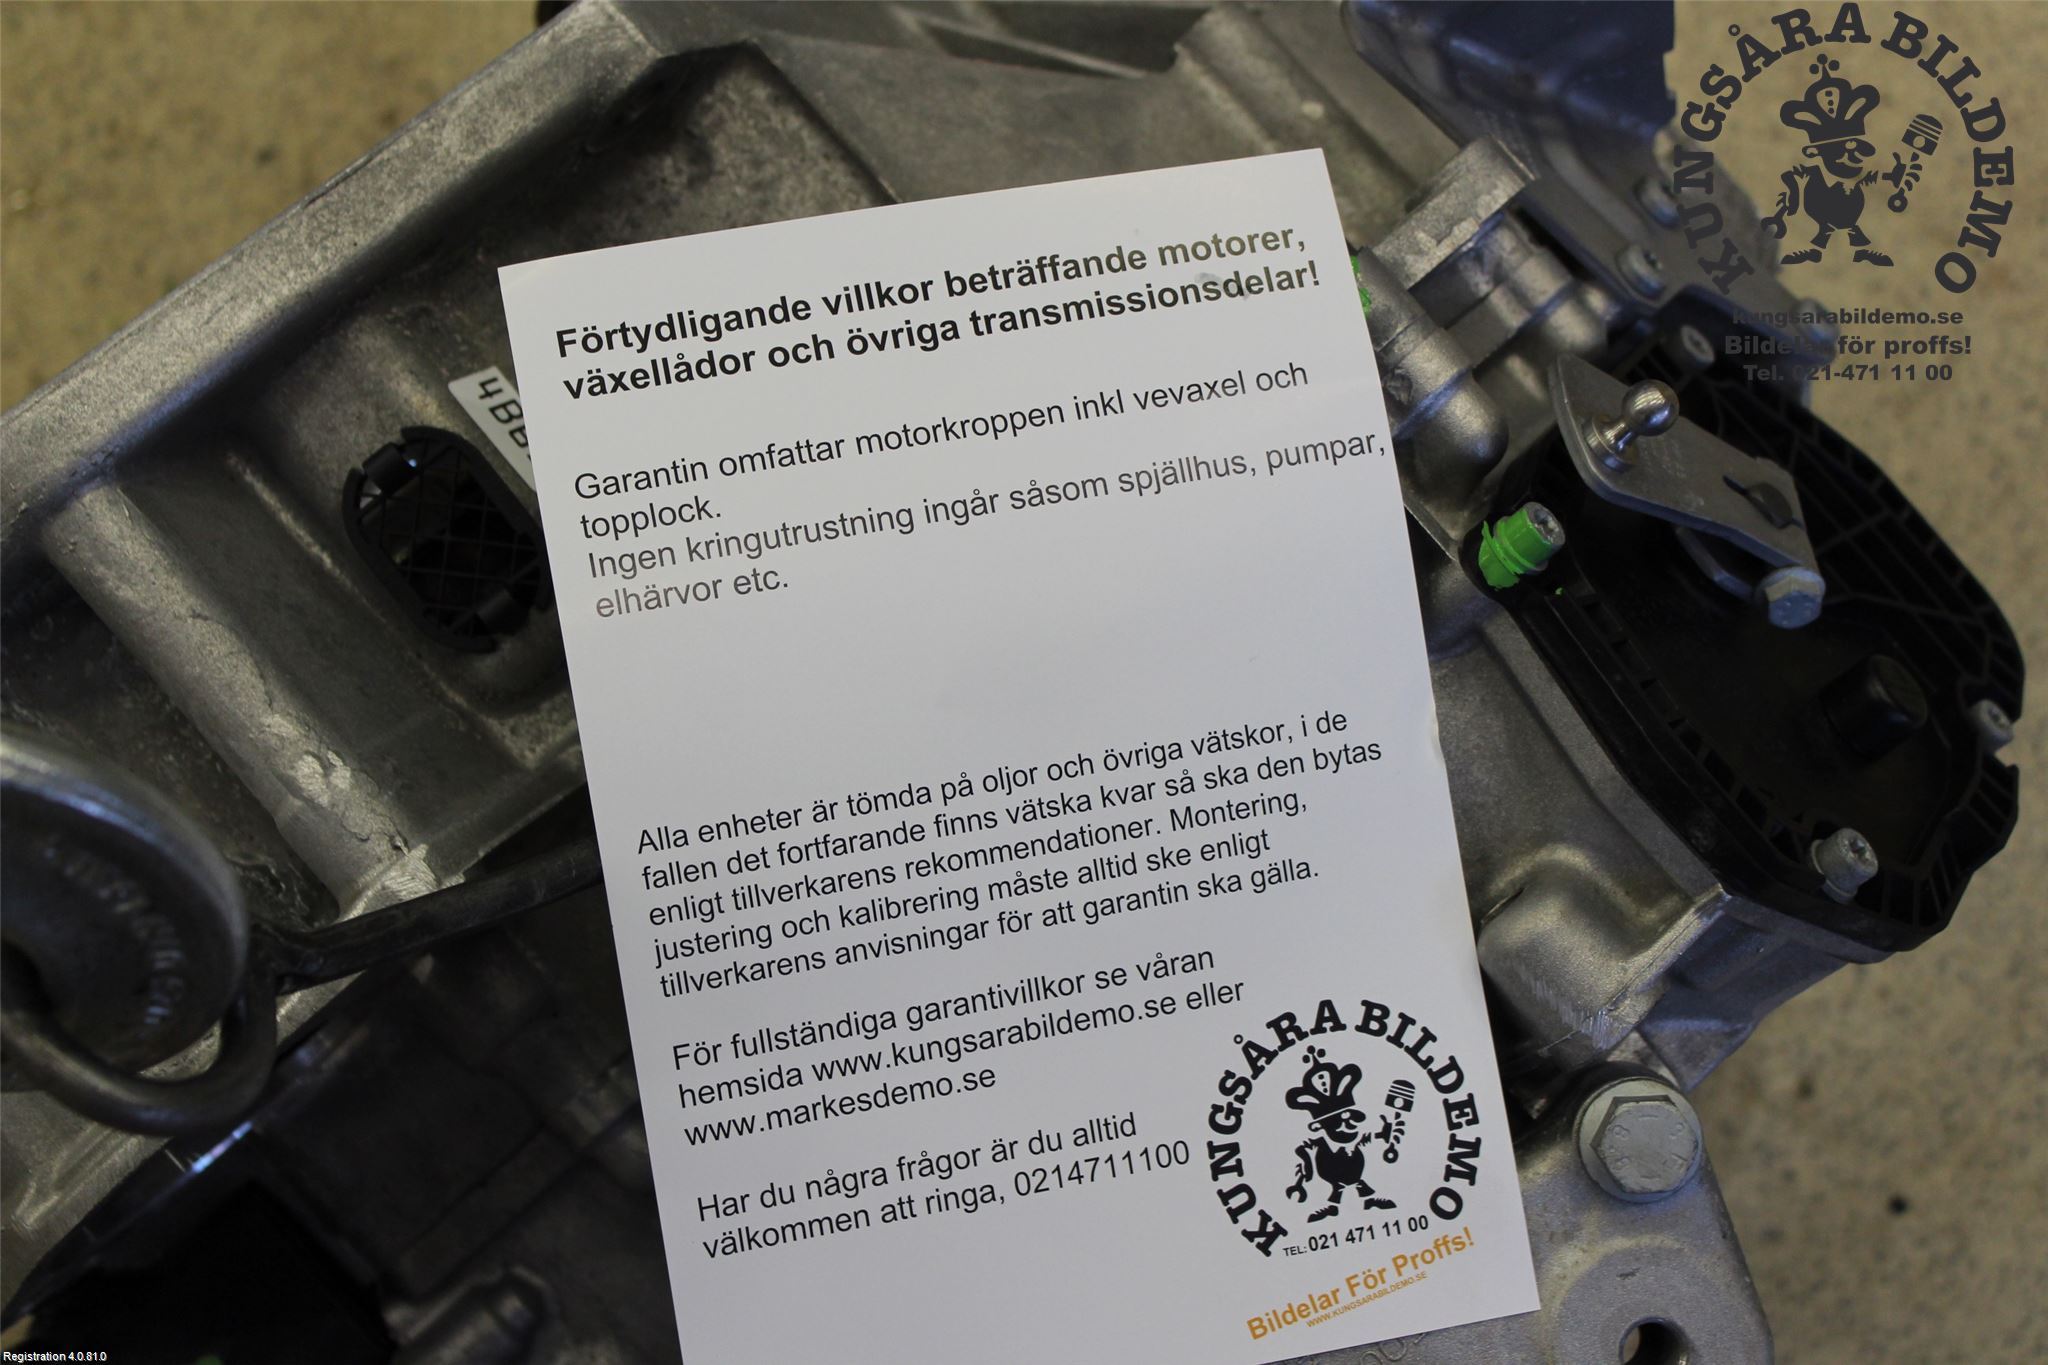 KUNGSÅRA BILDEMO
kungsarabildemo.se
Bildelar för proffs!
Tel. 021-471 11 00
Förtydligande villkor beträffande motorer,
växellådor och övriga transmissionsdelar!
Garantin omfattar motorkroppen inkl vevaxel och
topplock.
Ingen kringutrustning ingår såsom spjällhus, pumpar,
elhärvor etc.
Alla enheter är tömda på oljor och övriga vätskor, i de
fallen det fortfarande finns vätska kvar så ska den bytas
enligt tillverkarens rekommendationer. Montering,
justering och kalibrering måste alltid ske enligt
tillverkarens anvisningar för att garantin ska gälla.
För fullständiga garantivillkor se våran
hemsida www.kungsarabildemo.se eller
www.markesdemo.se
Har du några frågor är du alltid
välkommen att ringa, 0214711100
KUNGSÅRA BILDEMO
TEL: 021 471 11 00
Bildelar För Proffs!
WWW.KUNGSARABILDEMO.SE
Registration 4.0.81.0